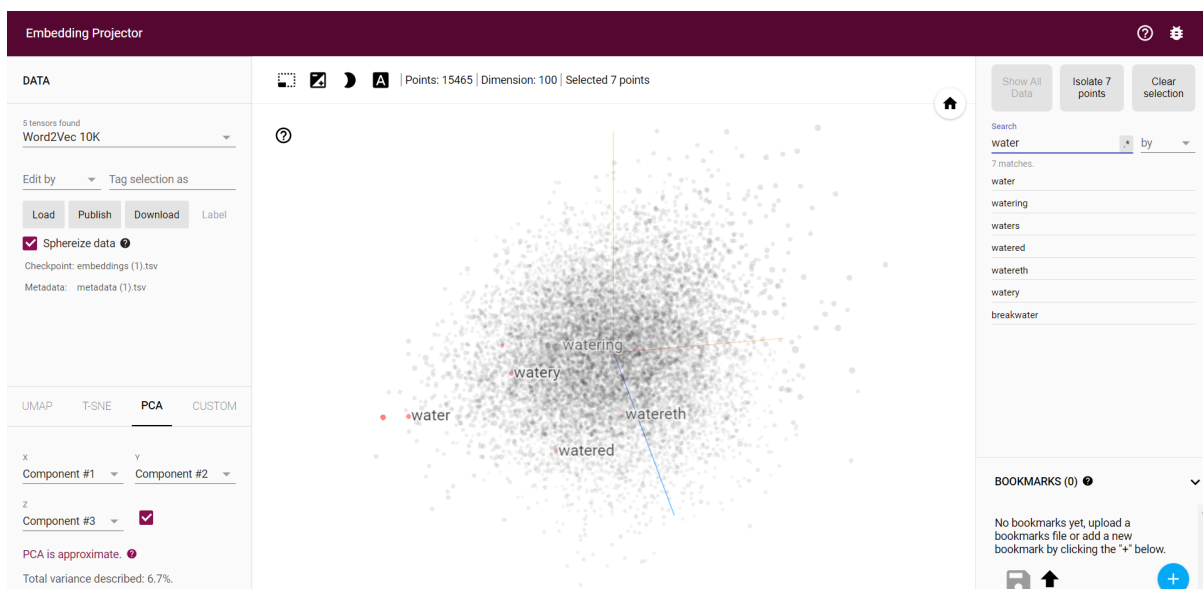 Embedding Projector
DATA
5 tensors found
Word2Vec 10K
Edit by
Tag selection as
Load
Publish
Download
Label
Sphereize data
Checkpoint: embeddings (1).tsv
Metadata: metadata (1).tsv
UMAP
T-SNE
PCA
CUSTOM
X
Component #1
Y
Component #2
Z
Component #3
PCA is approximate.
Total variance described: 6.7%.
A
Points: 15465 | Dimension: 100 | Selected 7 points
watering
watery
water
watereth
watered
Show All
Data
Isolate 7
points
Clear
selection
Search
water
.*
by
7 matches.
water
watering
waters
watered
watereth
watery
breakwater
BOOKMARKS (0)
No bookmarks yet, upload a
bookmarks file or add a new
bookmark by clicking the "+" below.